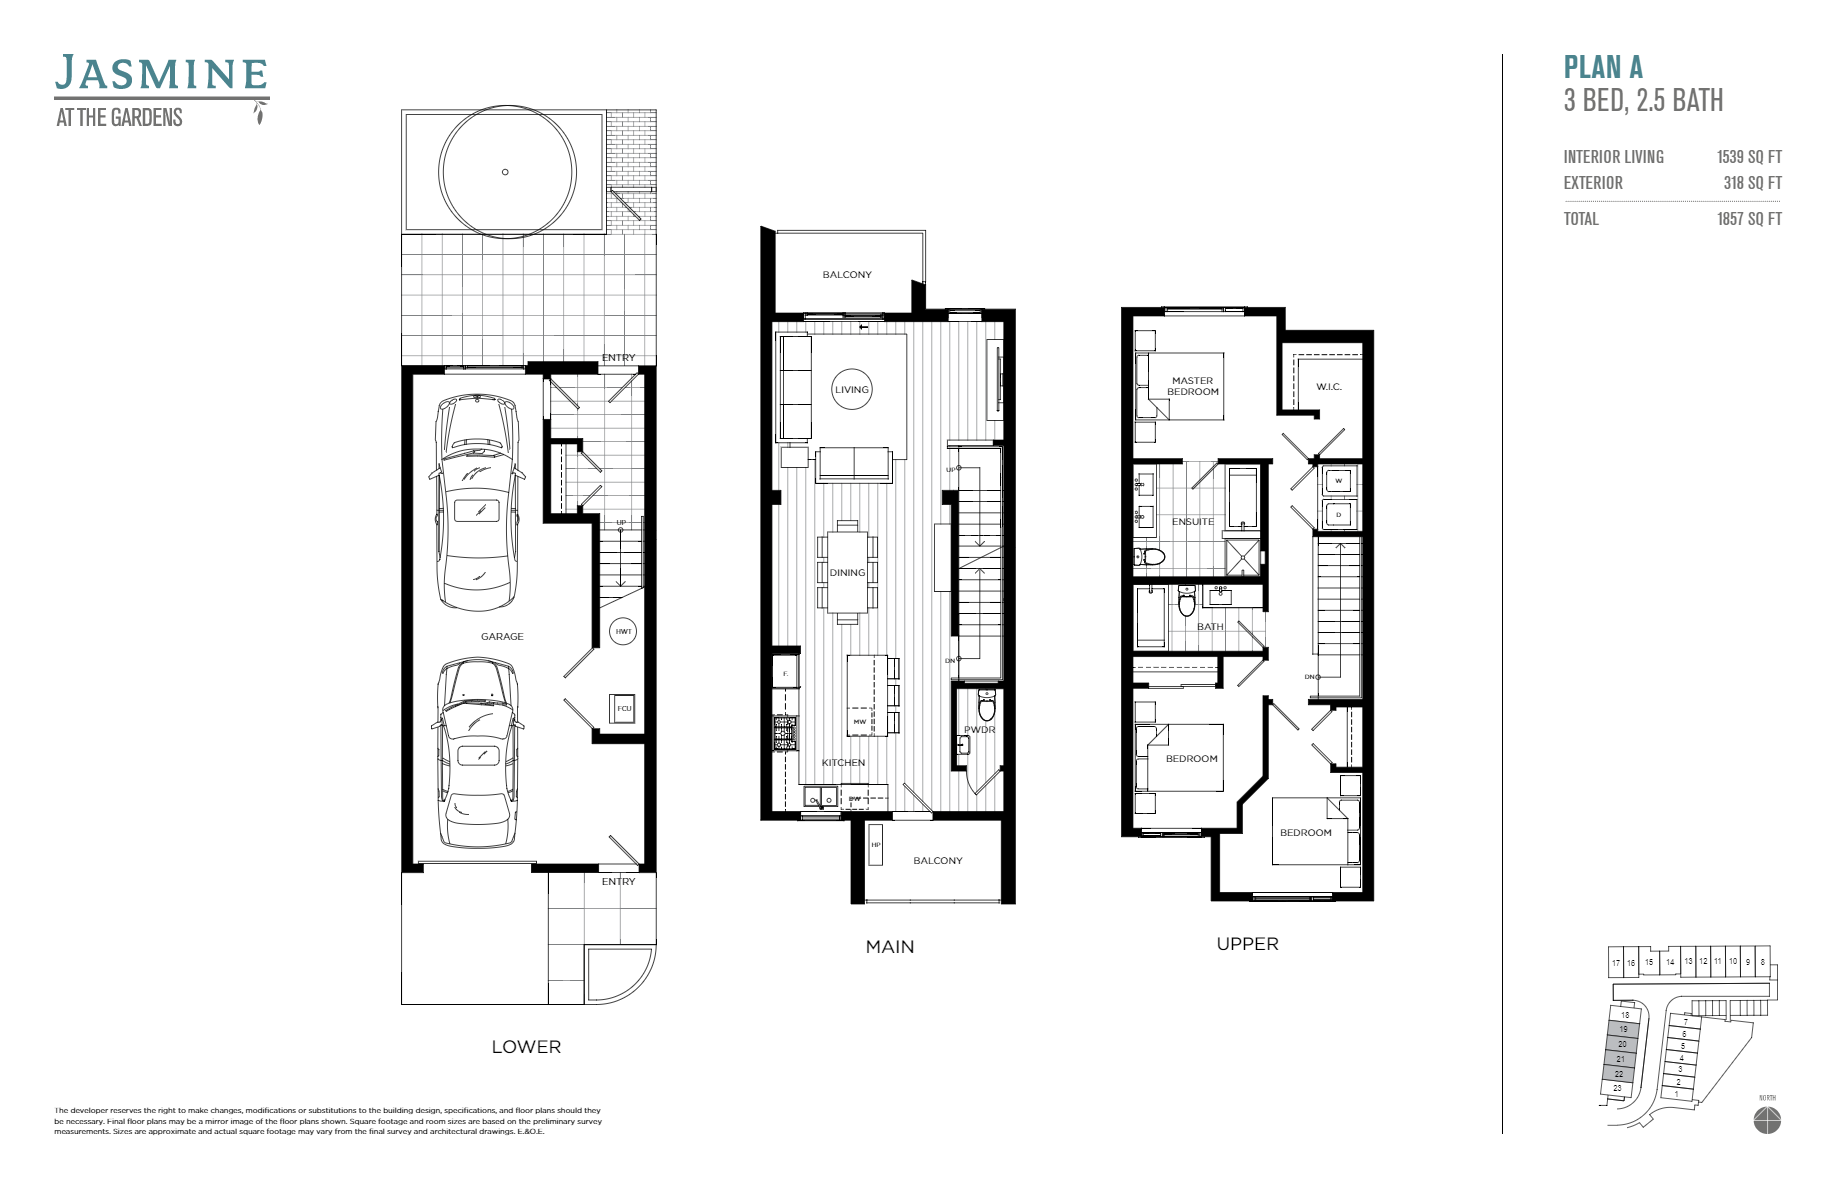 JASMINE
AT THE GARDENS
PLAN A
3 BED, 2.5 BATH
INTERIOR LIVING 1539 SQ FT
EXTERIOR 318 SQ FT
TOTAL 1857 SQ FT
ENTRY
UP
GARAGE
HWT
FCU
ENTRY
LOWER
BALCONY
LIVING
UP
DINING
DN
F.
MW
PWDR
KITCHEN
DW
HP
BALCONY
MAIN
MASTER
BEDROOM
W.I.C.
W
D
ENSUITE
BATH
DN
BEDROOM
BEDROOM
UPPER
17 16 15 14 13 12 11 10 9 8
18
19
20
21
22
23
7
6
5
4
3
2
1
NORTH
The developer reserves the right to make changes, modifications or substitutions to the building design, specifications, and floor plans should they
be necessary. Final floor plans may be a mirror image of the floor plans shown. Square footage and room sizes are based on the preliminary survey
measurements. Sizes are approximate and actual square footage may vary from the final survey and architectural drawings. E.&O.E.